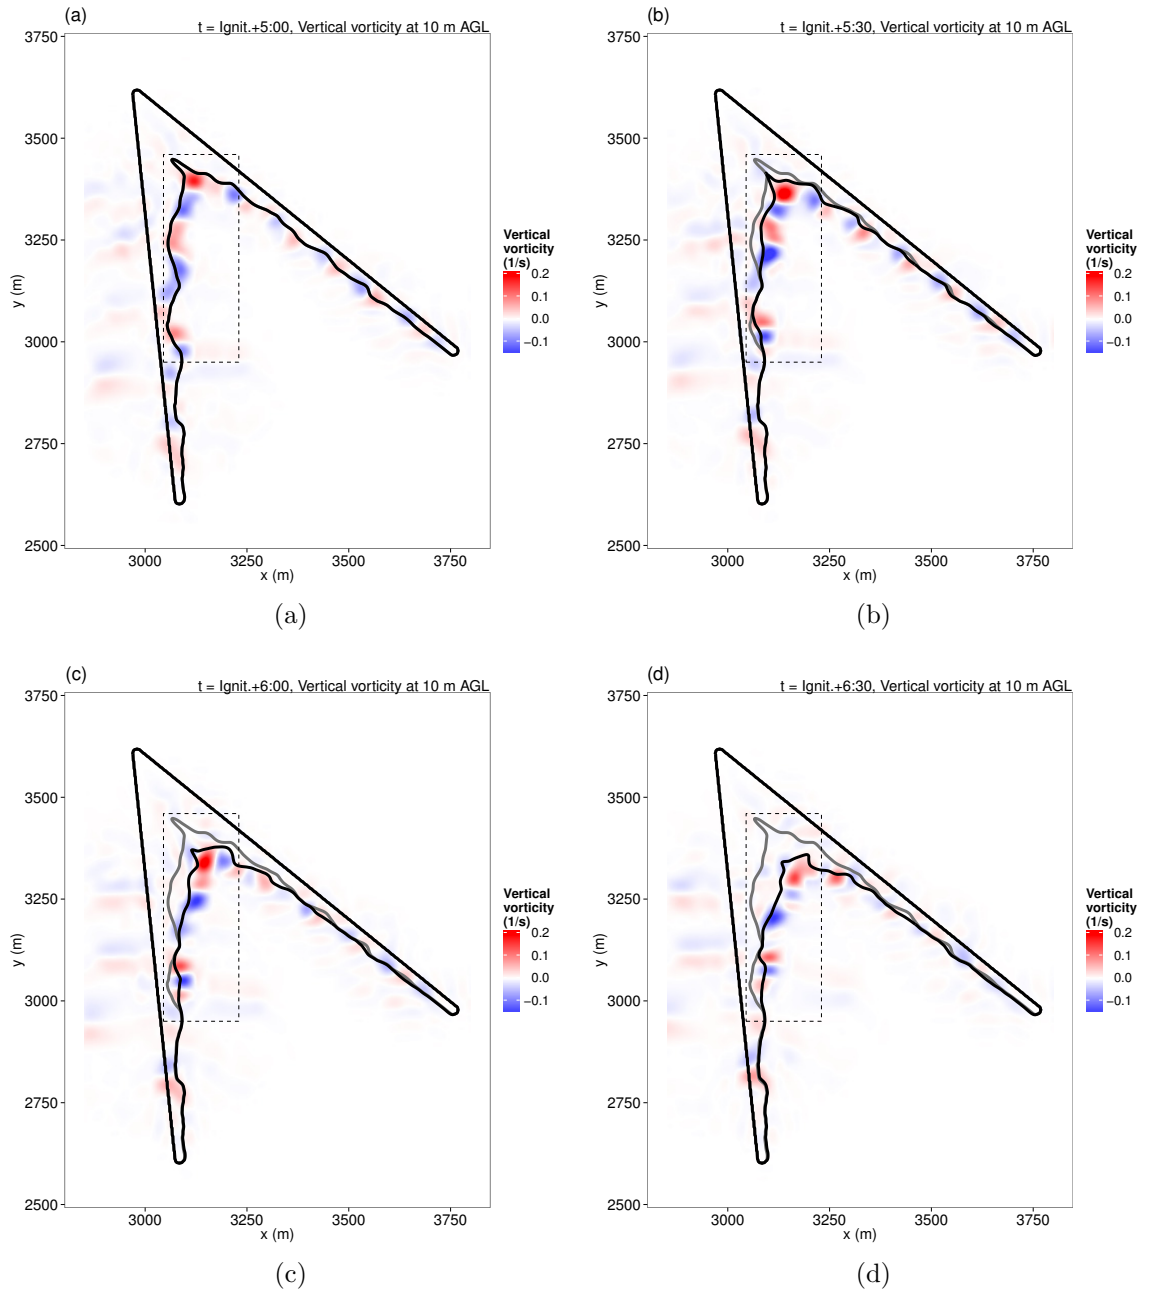 (a)
t = Ignit.+5:00, Vertical vorticity at 10 m AGL
3750
3500
3250
3000
2750
2500
y (m)
3000 3250 3500 3750
x (m)
Vertical
vorticity
(1/s)
0.2
0.1
0.0
−0.1
(a)
(b)
t = Ignit.+5:30, Vertical vorticity at 10 m AGL
3750
3500
3250
3000
2750
2500
y (m)
3000 3250 3500 3750
x (m)
Vertical
vorticity
(1/s)
0.2
0.1
0.0
−0.1
(b)
(c)
t = Ignit.+6:00, Vertical vorticity at 10 m AGL
3750
3500
3250
3000
2750
2500
y (m)
3000 3250 3500 3750
x (m)
Vertical
vorticity
(1/s)
0.2
0.1
0.0
−0.1
(c)
(d)
t = Ignit.+6:30, Vertical vorticity at 10 m AGL
3750
3500
3250
3000
2750
2500
y (m)
3000 3250 3500 3750
x (m)
Vertical
vorticity
(1/s)
0.2
0.1
0.0
−0.1
(d)